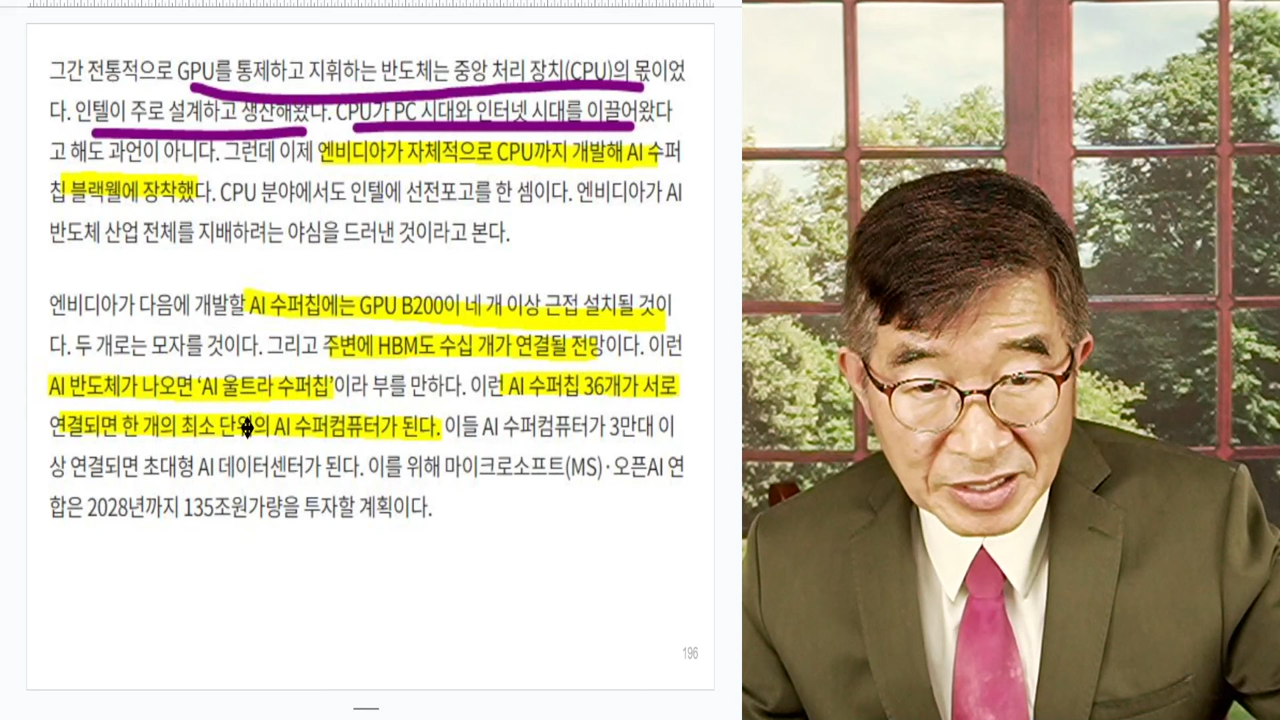 그간 전통적으로 GPU를 통제하고 지휘하는 반도체는 중앙 처리 장치(CPU)의 몫이었
다. 인텔이 주로 설계하고 생산해왔다. CPU가 PC 시대와 인터넷 시대를 이끌어왔다
고 해도 과언이 아니다. 그런데 이제 엔비디아가 자체적으로 CPU까지 개발해 AI 수퍼
칩 블랙웰에 장착했다. CPU 분야에서도 인텔에 선전포고를 한 셈이다. 엔비디아가 AI
반도체 산업 전체를 지배하려는 야심을 드러낸 것이라고 본다.
엔비디아가 다음에 개발할 AI 수퍼칩에는 GPU B200이 네 개 이상 근접 설치될 것이
다. 두 개로는 모자를 것이다. 그리고 주변에 HBM도 수십 개가 연결될 전망이다. 이런
AI 반도체가 나오면 ‘AI 울트라 수퍼칩’이라 부를 만하다. 이런 AI 수퍼칩 36개가 서로
연결되면 한 개의 최소 단위의 AI 수퍼컴퓨터가 된다. 이들 AI 수퍼컴퓨터가 3만대 이
상 연결되면 초대형 AI 데이터센터가 된다. 이를 위해 마이크로소프트(MS)·오픈AI 연
합은 2028년까지 135조원가량을 투자할 계획이다.
196